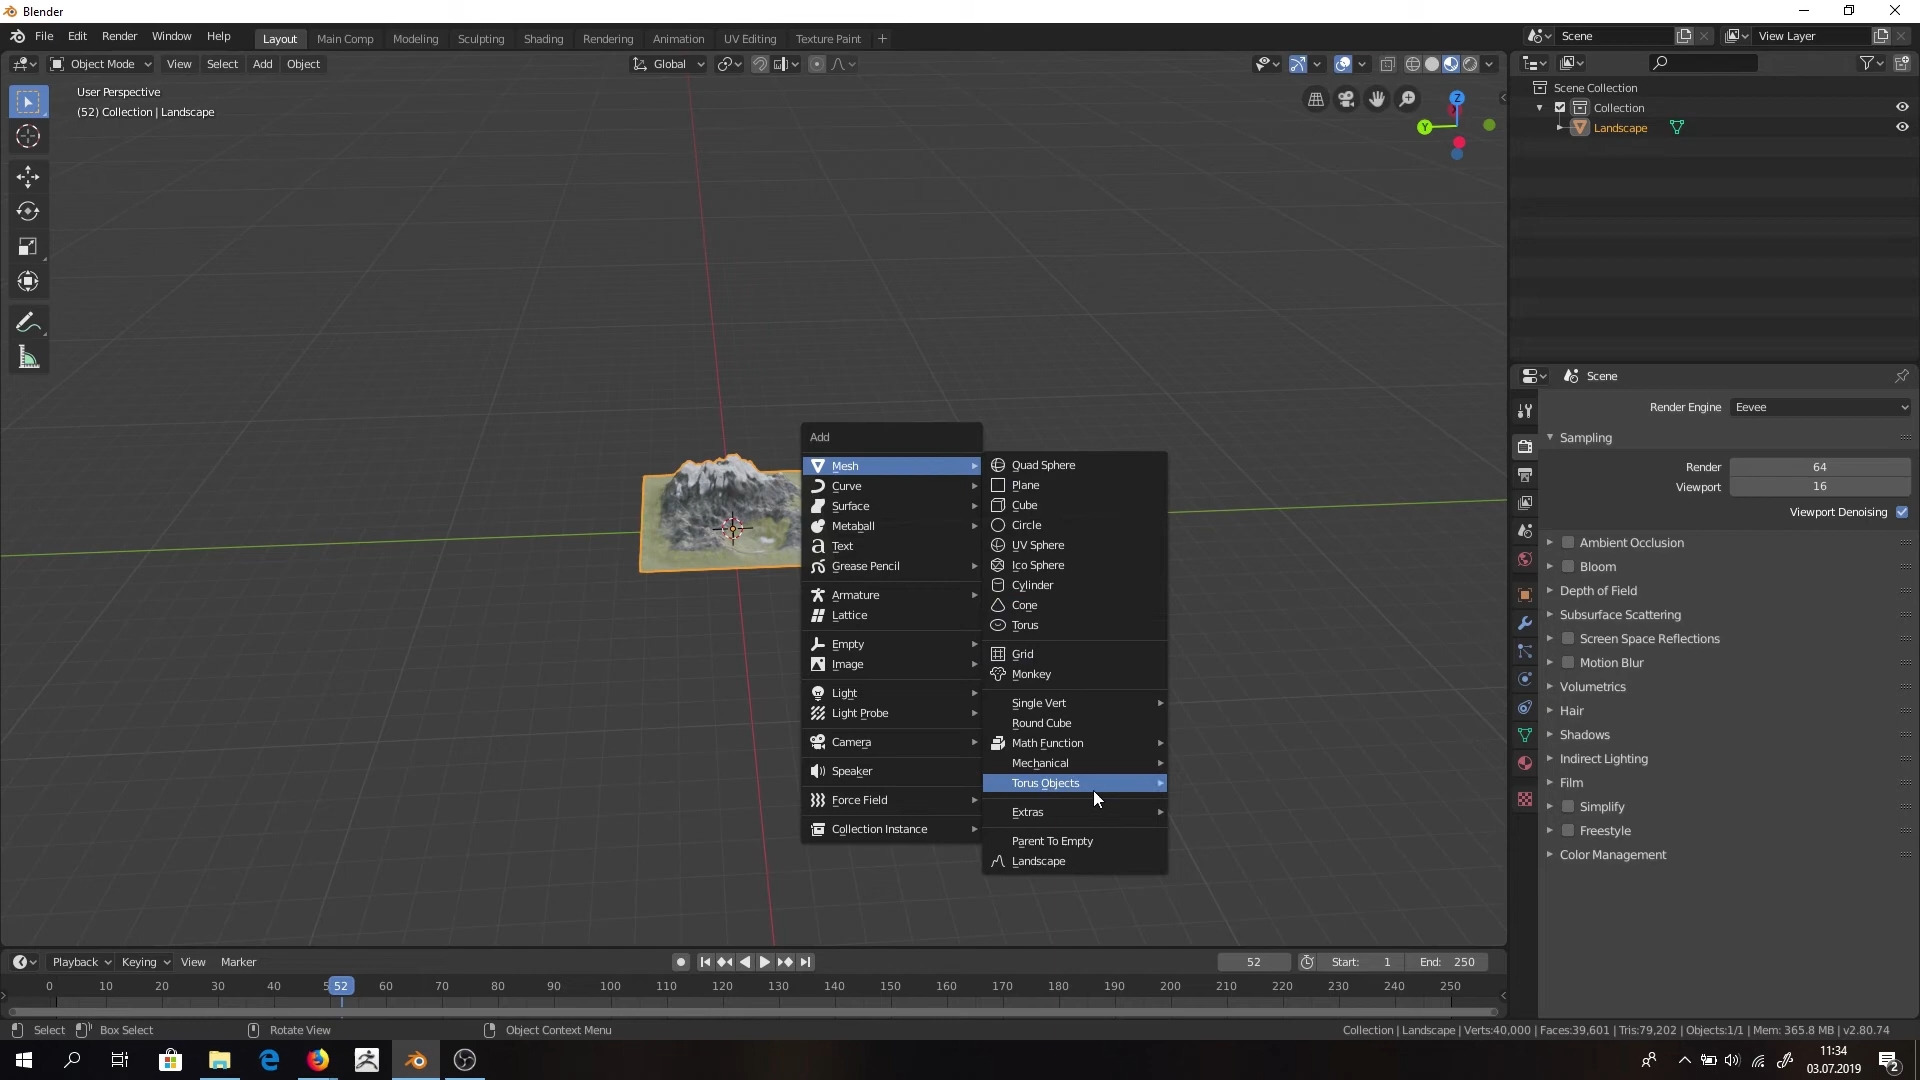 Blender
File Edit Render Window Help
Layout Main Comp Modeling Sculpting Shading Rendering Animation UV Editing Texture Paint +
Scene
View Layer
Object Mode View Select Add Object
Global
User Perspective
(52) Collection | Landscape
Z
Y
Scene Collection
Collection
Landscape
Scene
Render Engine Eevee
Sampling
Render 64
Viewport 16
Viewport Denoising
Ambient Occlusion
Bloom
Depth of Field
Subsurface Scattering
Screen Space Reflections
Motion Blur
Volumetrics
Hair
Shadows
Indirect Lighting
Film
Simplify
Freestyle
Color Management
Add
Mesh
Curve
Surface
Metaball
Text
Grease Pencil
Armature
Lattice
Empty
Image
Light
Light Probe
Camera
Speaker
Force Field
Collection Instance
Quad Sphere
Plane
Cube
Circle
UV Sphere
Ico Sphere
Cylinder
Cone
Torus
Grid
Monkey
Single Vert
Round Cube
Math Function
Mechanical
Torus Objects
Extras
Parent To Empty
Landscape
Playback Keying View Marker
52 Start: 1 End: 250
0 10 20 30 40 5 52 60 70 80 90 100 110 120 130 140 150 160 170 180 190 200 210 220 230 240 250
Select Box Select Rotate View Object Context Menu
Collection | Landscape | Verts:40,000 | Faces:39,601 | Tris:79,202 | Objects:1/1 | Mem: 365.8 MB | v2.80.74
11:34
03.07.2019
2